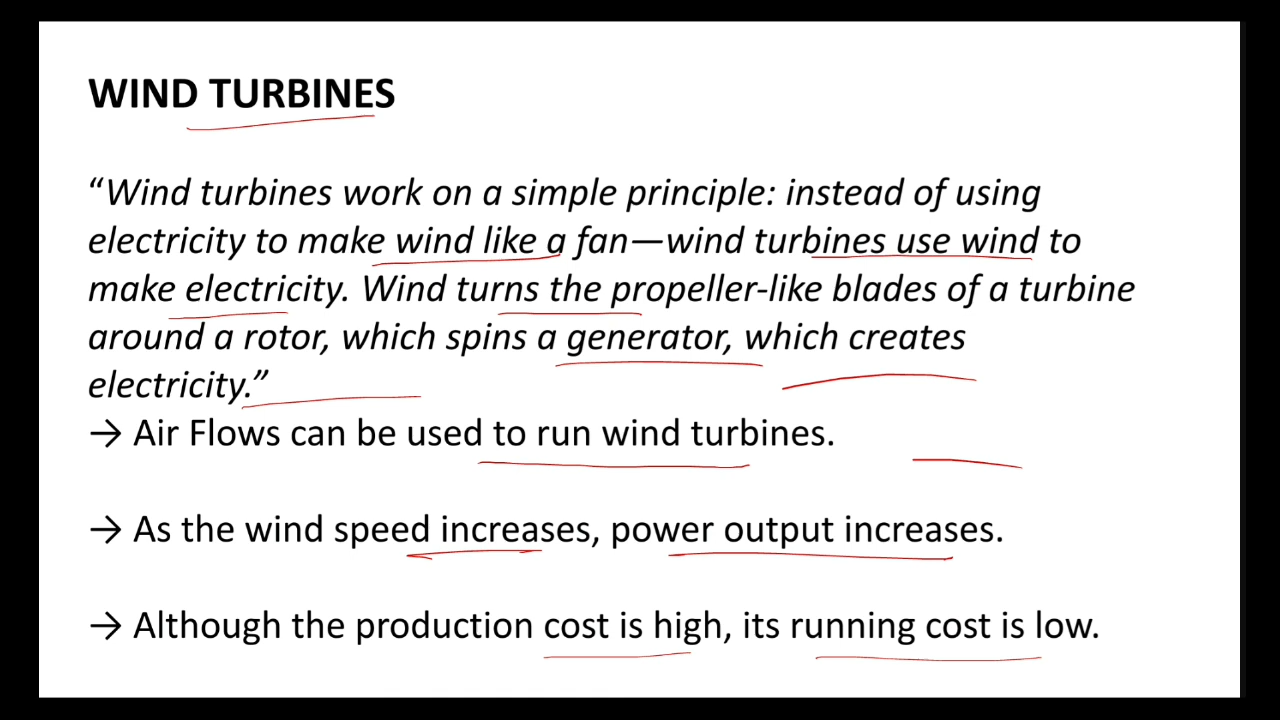 WIND TURBINES
“Wind turbines work on a simple principle: instead of using
electricity to make wind like a fan—wind turbines use wind to
make electricity. Wind turns the propeller-like blades of a turbine
around a rotor, which spins a generator, which creates
electricity.”
→ Air Flows can be used to run wind turbines.
→ As the wind speed increases, power output increases.
→ Although the production cost is high, its running cost is low.